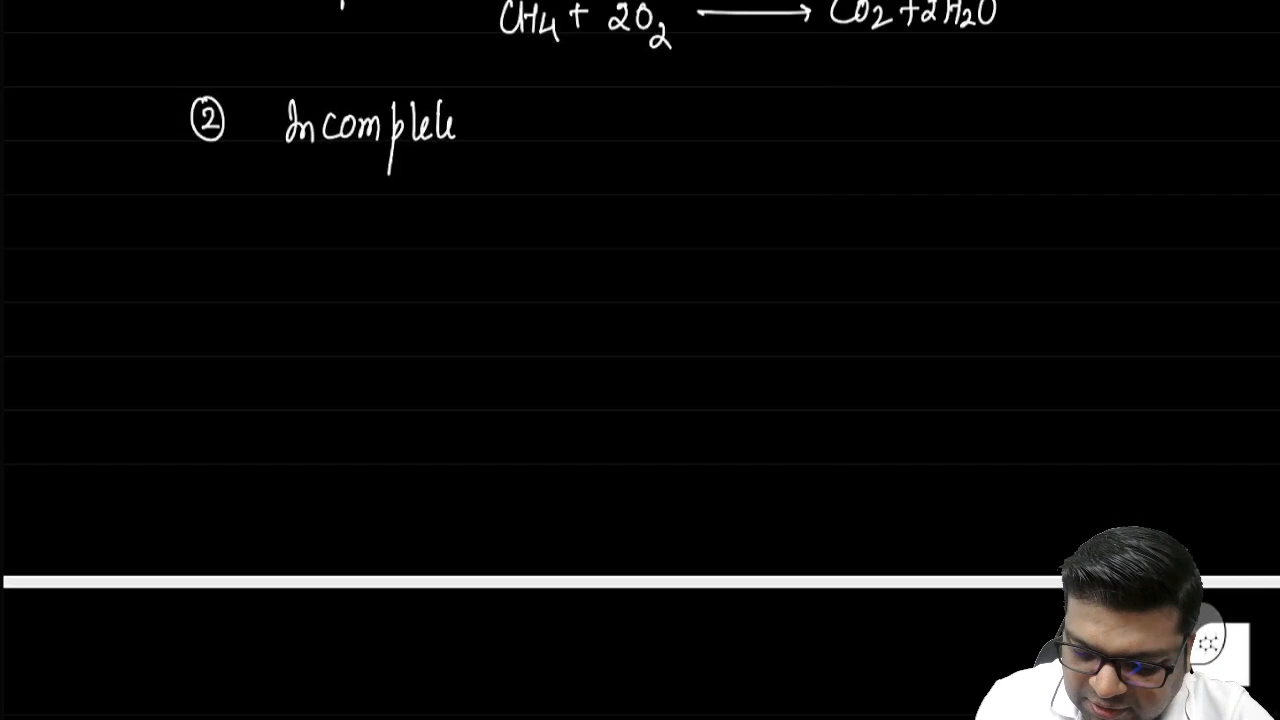 CH4 + 2O2 ⟶ CO2 + 2H2O
② Incomplete